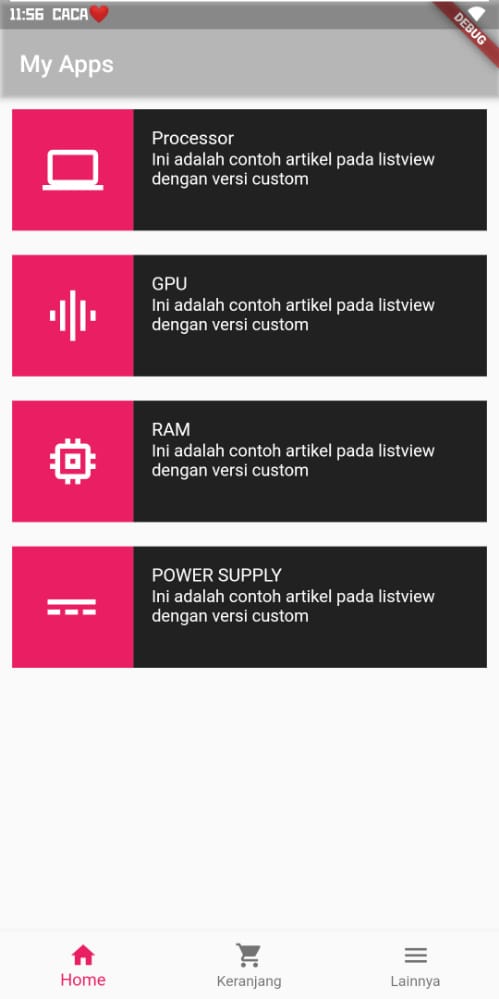 11:56 CACA❤️
DEBUG
My Apps
Processor
Ini adalah contoh artikel pada listview
dengan versi custom
GPU
Ini adalah contoh artikel pada listview
dengan versi custom
RAM
Ini adalah contoh artikel pada listview
dengan versi custom
POWER SUPPLY
Ini adalah contoh artikel pada listview
dengan versi custom
Home
Keranjang
Lainnya